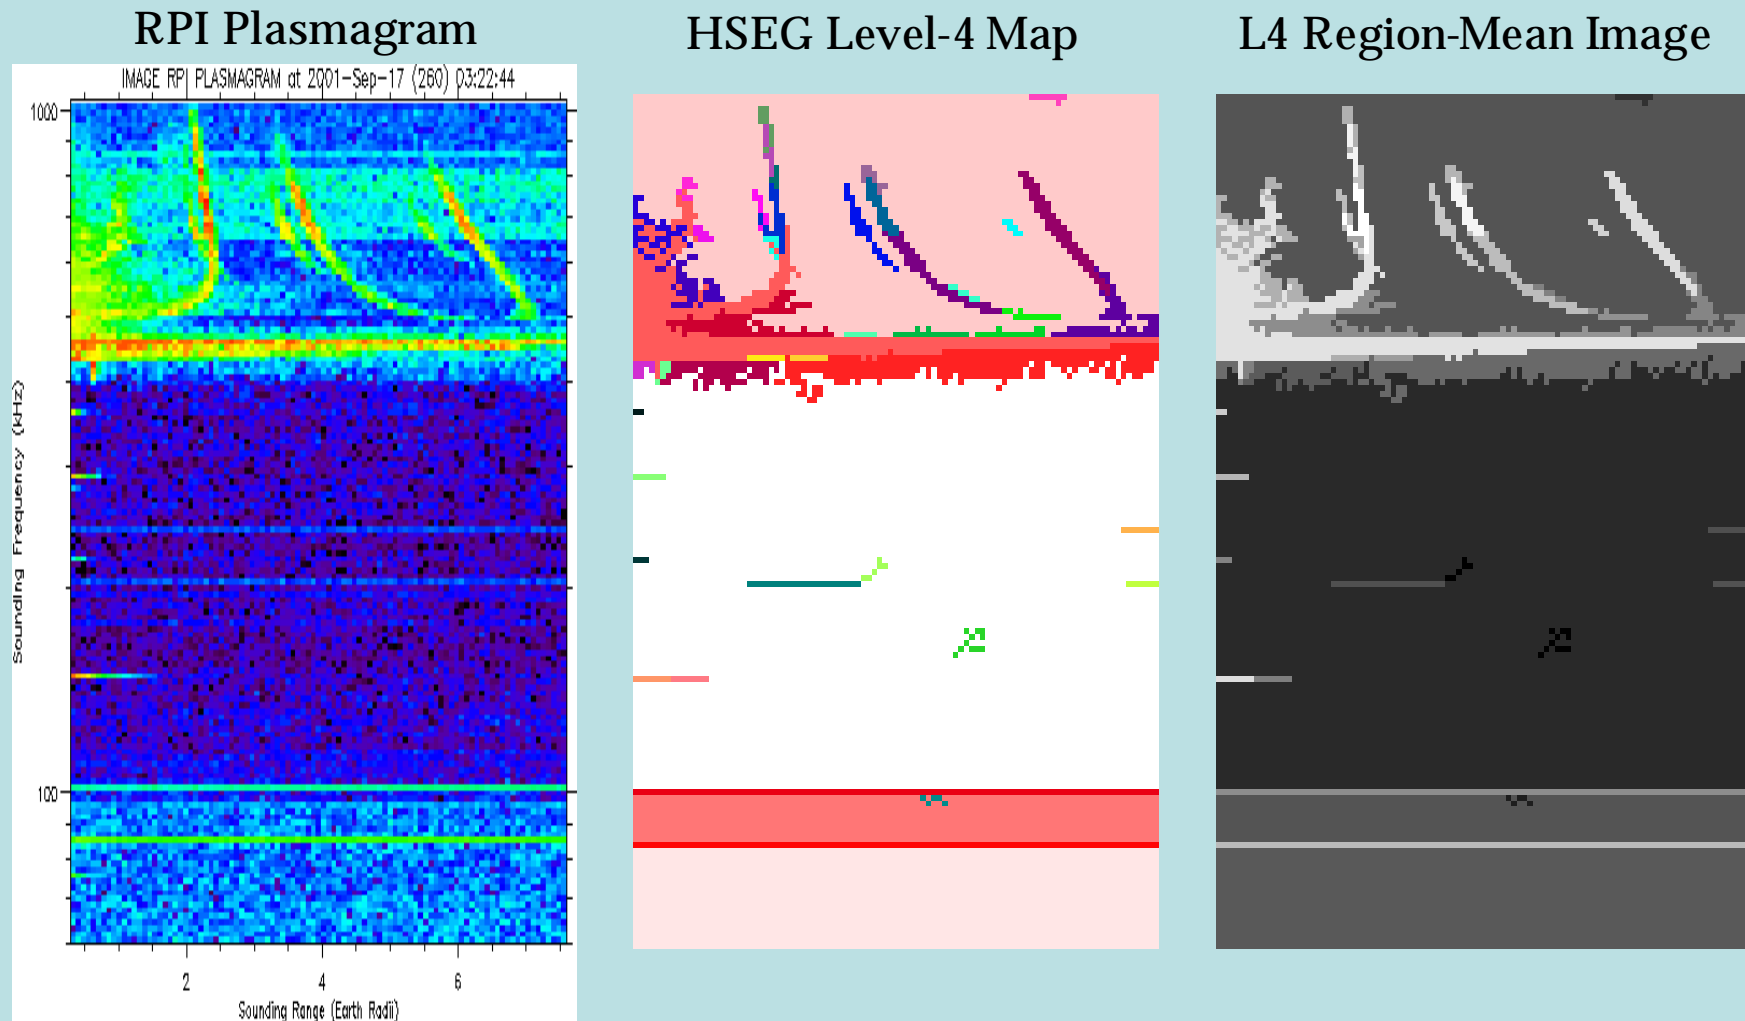 RPI Plasmagram
HSEG Level-4 Map
L4 Region-Mean Image
IMAGE RPI PLASMAGRAM at 2001-Sep-17 (260) 03:22:44
1000
Sounding Frequency (kHz)
100
2 4 6
Sounding Range (Earth Radii)